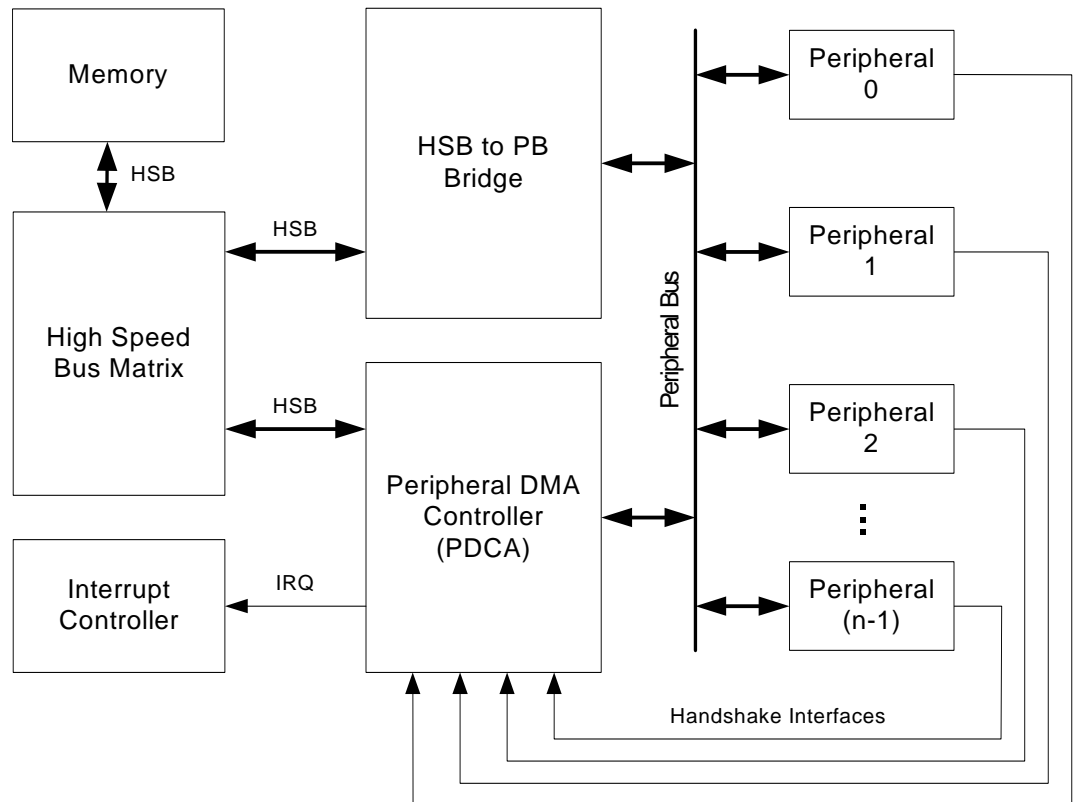 Memory
HSB
High Speed
Bus Matrix
HSB
HSB
Interrupt
Controller
IRQ
HSB to PB
Bridge
Peripheral DMA
Controller
(PDCA)
Peripheral Bus
Peripheral
0
Peripheral
1
Peripheral
2
Peripheral
(n-1)
Handshake Interfaces